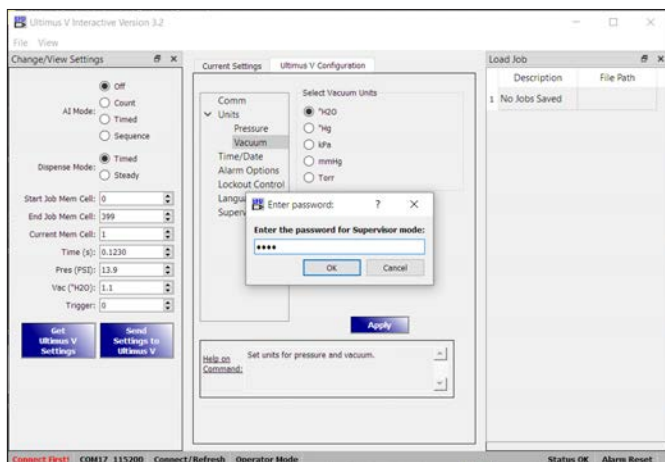 Ultimus V Interactive Version 3.2
File View
Change/View Settings
AI Mode:
Off
Count
Timed
Sequence
Dispense Mode:
Timed
Steady
Start Job Mem Cell: 0
End Job Mem Cell: 399
Current Mem Cell: 1
Time (s): 0.1230
Pres (PSI): 13.9
Vac ("H2O): 1.1
Trigger: 0
Get
Ultimus V
Settings
Send
Settings to
Ultimus V
Current Settings Ultimus V Configuration
Comm
Units
Pressure
Vacuum
Time/Date
Alarm Options
Lockout Control
Langu
Superv
Select Vacuum Units
"H2O
"Hg
kPa
mmHg
Torr
Enter password: ?
Enter the password for Supervisor mode:
••••
OK Cancel
Apply
Help on
Command:
Set units for pressure and vacuum.
Load Job
Description File Path
1 No Jobs Saved
Connect First! COM17 115200 Connect/Refresh Operator Mode Status OK Alarm Reset